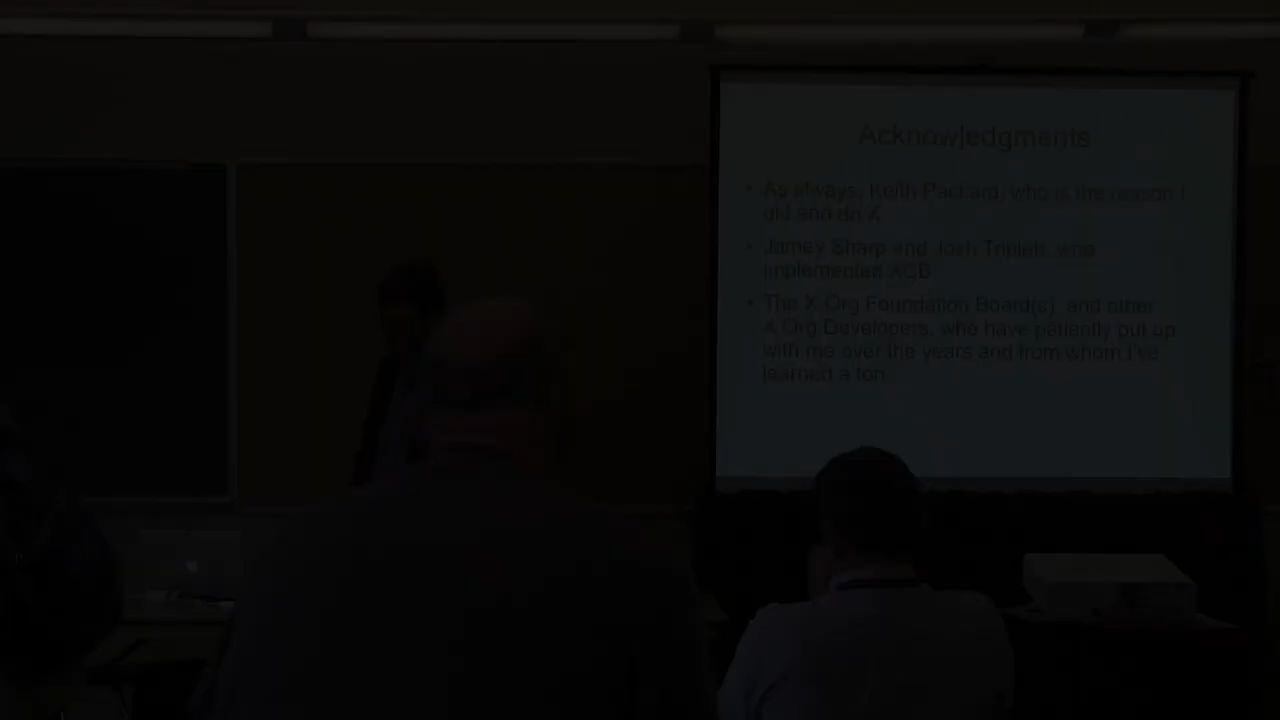 Acknowledgments
• As always, Keith Packard, who is the reason I
did and do X
• Jamey Sharp and Josh Triplett, who
implemented XCB
• The X.Org Foundation Board(s), and other
X.Org Developers, who have patiently put up
with me over the years and from whom I've
learned a ton